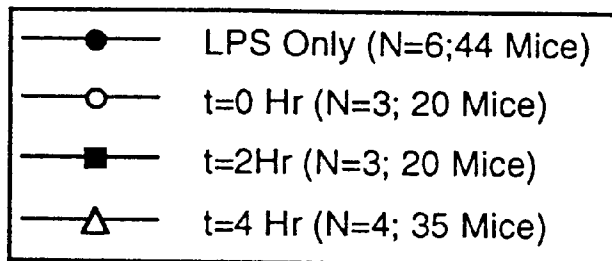 LPS Only (N=6;44 Mice)
t=0 Hr (N=3; 20 Mice)
t=2Hr (N=3; 20 Mice)
t=4 Hr (N=4; 35 Mice)